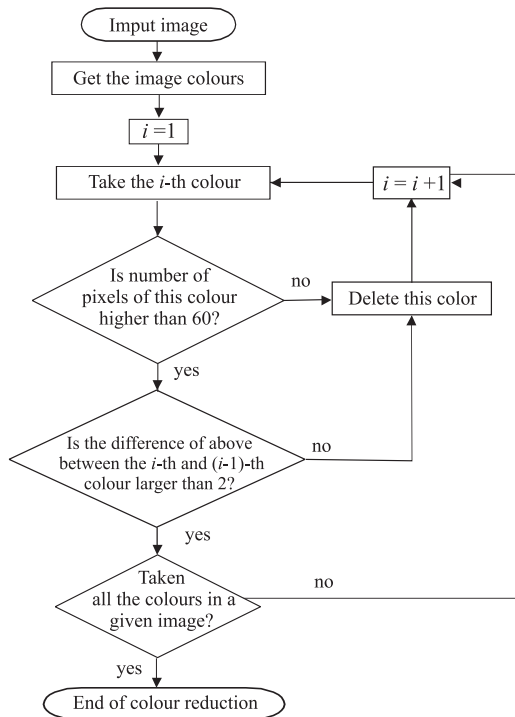 Imput image
Get the image colours
i =1
Take the i-th colour
i = i +1
Is number of
pixels of this colour
higher than 60?
no
Delete this color
yes
Is the difference of above
between the i-th and (i-1)-th
colour larger than 2?
no
yes
Taken
all the colours in a
given image?
no
yes
End of colour reduction